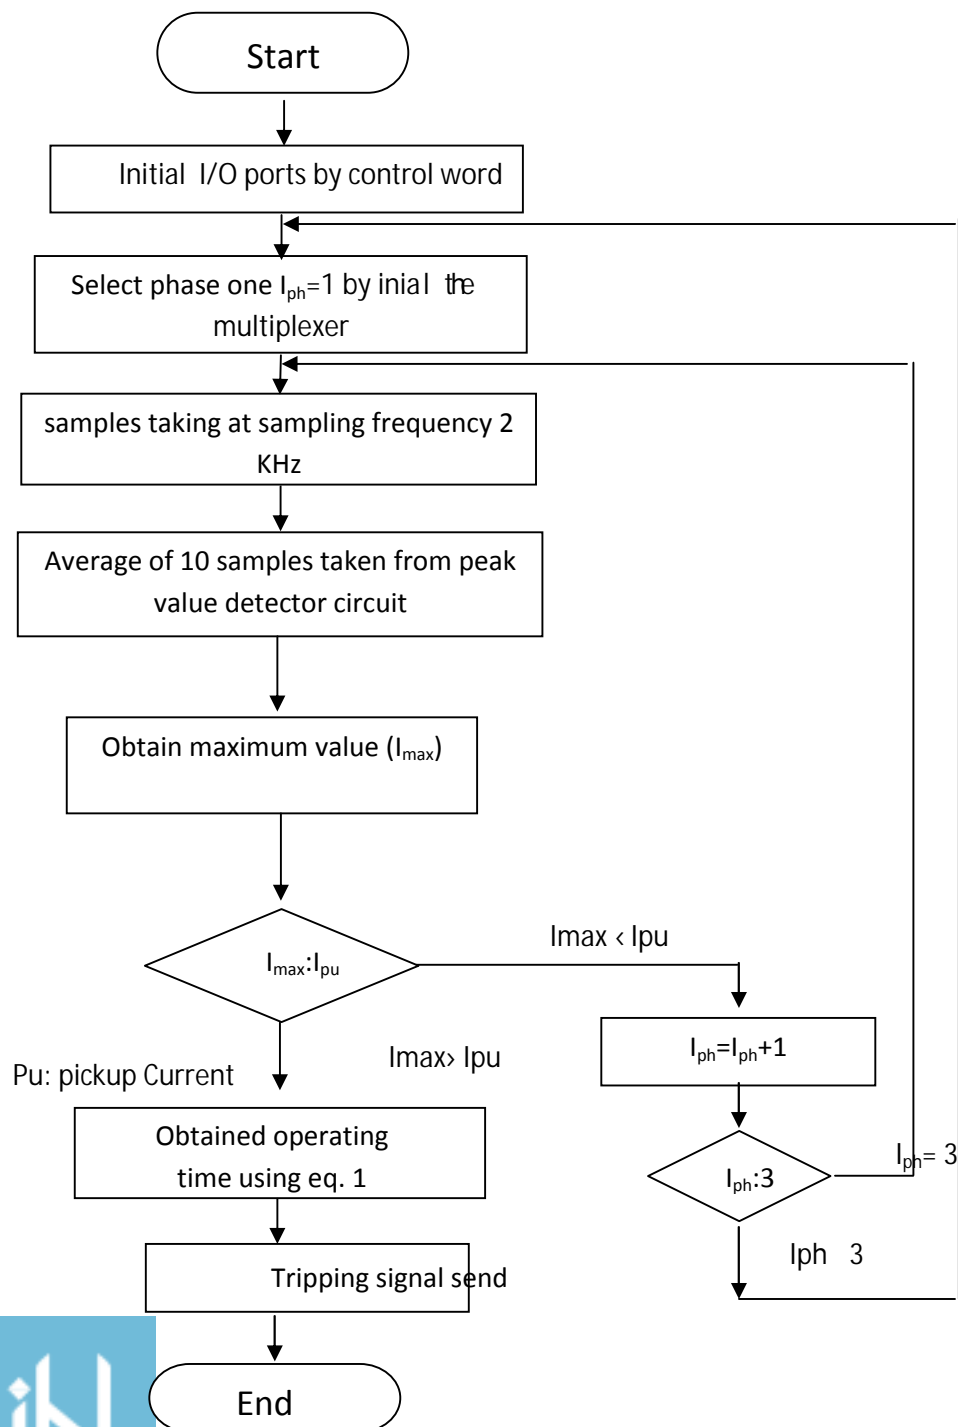 Start
Initial I/O ports by control word
Select phase one Iph=1 by inial the
multiplexer
samples taking at sampling frequency 2
KHz
Average of 10 samples taken from peak
value detector circuit
Obtain maximum value (Imax)
Imax:Ipu
Imax < Ipu
Iph=Iph+1
Imax> Ipu
Pu: pickup Current
Obtained operating
time using eq. 1
Iph:3
Iph= 3
Iph 3
Tripping signal send
End